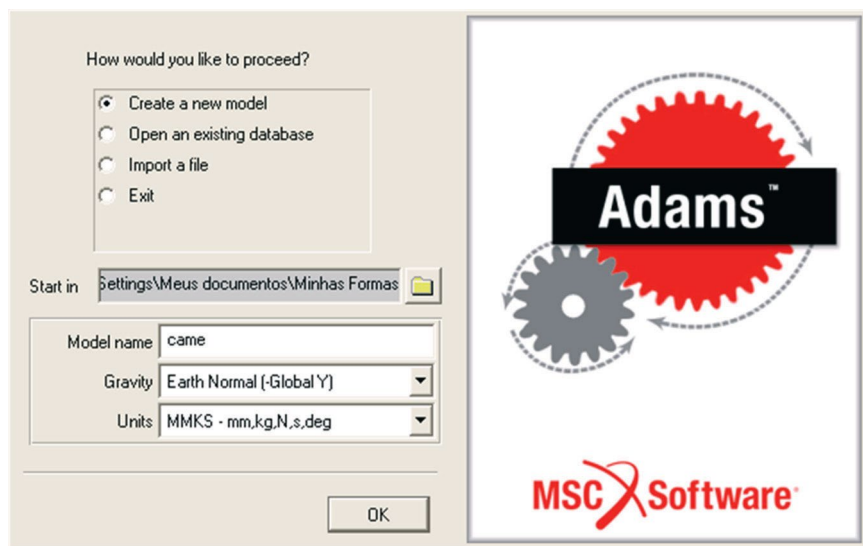 How would you like to proceed?
Create a new model
Open an existing database
Import a file
Exit
Start in Settings\Meus documentos\Minhas Formas
Model name came
Gravity Earth Normal (-Global Y)
Units MMKS - mm,kg,N,s,deg
OK
Adams™
MSC Software